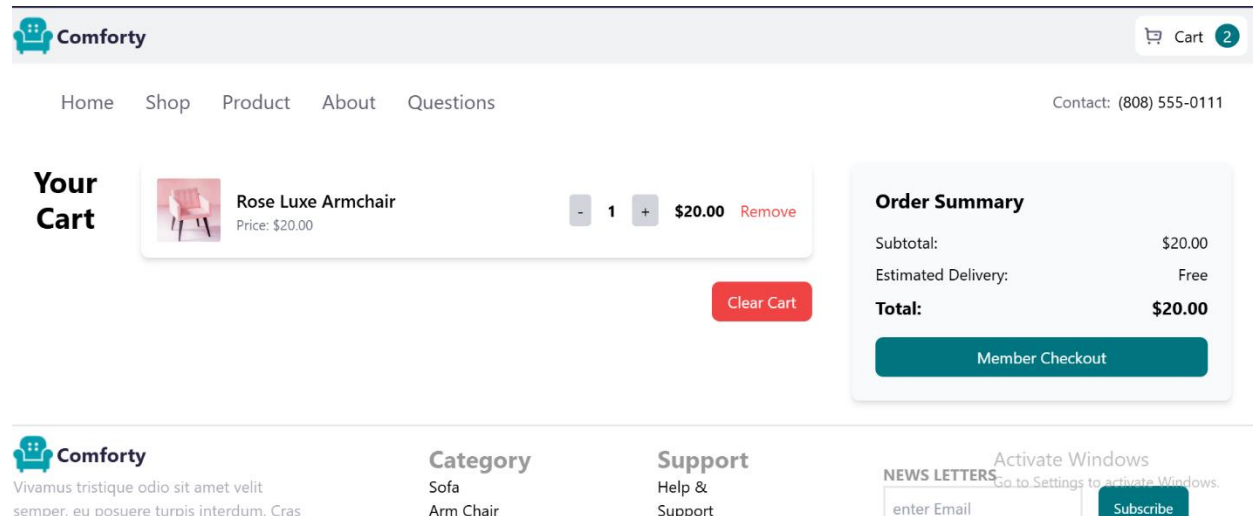 Comforty
Cart 2
Home Shop Product About Questions
Contact: (808) 555-0111
Your
Cart
Rose Luxe Armchair
Price: $20.00
- 1 + $20.00 Remove
Clear Cart
Order Summary
Subtotal: $20.00
Estimated Delivery: Free
Total: $20.00
Member Checkout
Comforty
Vivamus tristique odio sit amet velit
semper, eu posuere turpis interdum. Cras
Category
Sofa
Arm Chair
Support
Help &
Support
NEWS LETTERS
enter Email
Subscribe
Activate Windows
Go to Settings to activate Windows.